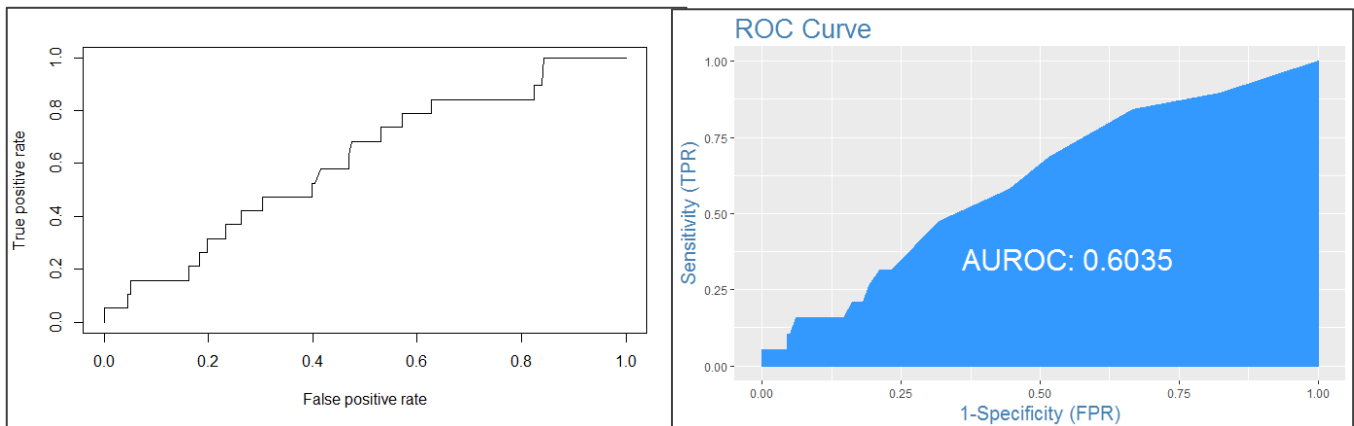 True positive rate
1.0
0.8
0.6
0.4
0.2
0.0
0.0 0.2 0.4 0.6 0.8 1.0
False positive rate
ROC Curve
Sensitivity (TPR)
1.00
0.75
0.50
0.25
0.00
AUROC: 0.6035
0.00 0.25 0.50 0.75 1.00
1-Specificity (FPR)